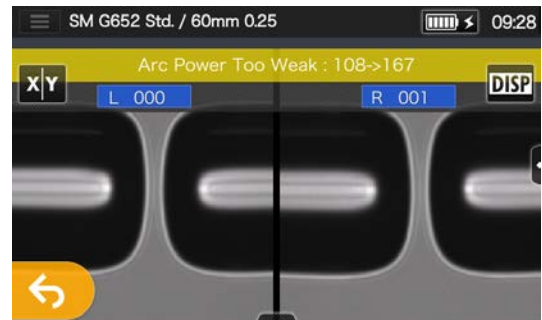 SM G652 Std. / 60mm 0.25
09:28
Arc Power Too Weak : 108->167
X|Y
DISP
L 000
R 001